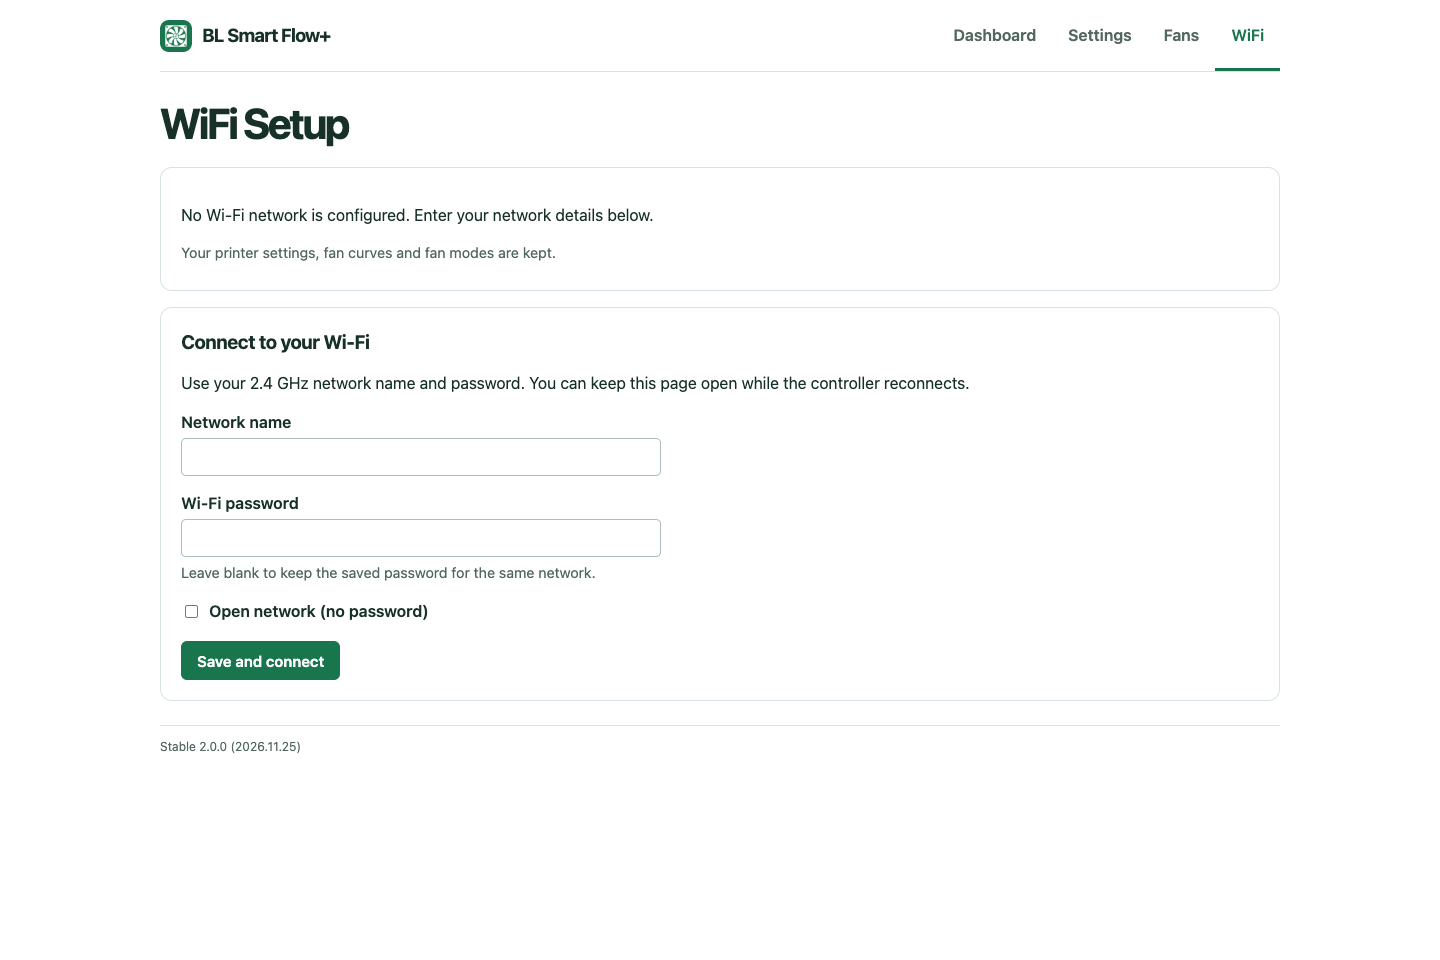 BL Smart Flow+
Dashboard
Settings
Fans
WiFi
WiFi Setup
No Wi-Fi network is configured. Enter your network details below.
Your printer settings, fan curves and fan modes are kept.
Connect to your Wi-Fi
Use your 2.4 GHz network name and password. You can keep this page open while the controller reconnects.
Network name
Wi-Fi password
Leave blank to keep the saved password for the same network.
Open network (no password)
Save and connect
Stable 2.0.0 (2026.11.25)